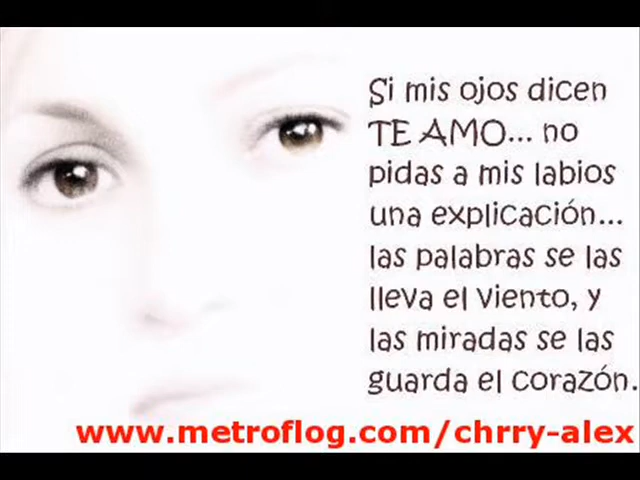 Si mis ojos dicen
TE AMO... no
pidas a mis labios
una explicación...
las palabras se las
lleva el viento, y
las miradas se las
guarda el corazón.
www.metroflog.com/chrry-alex